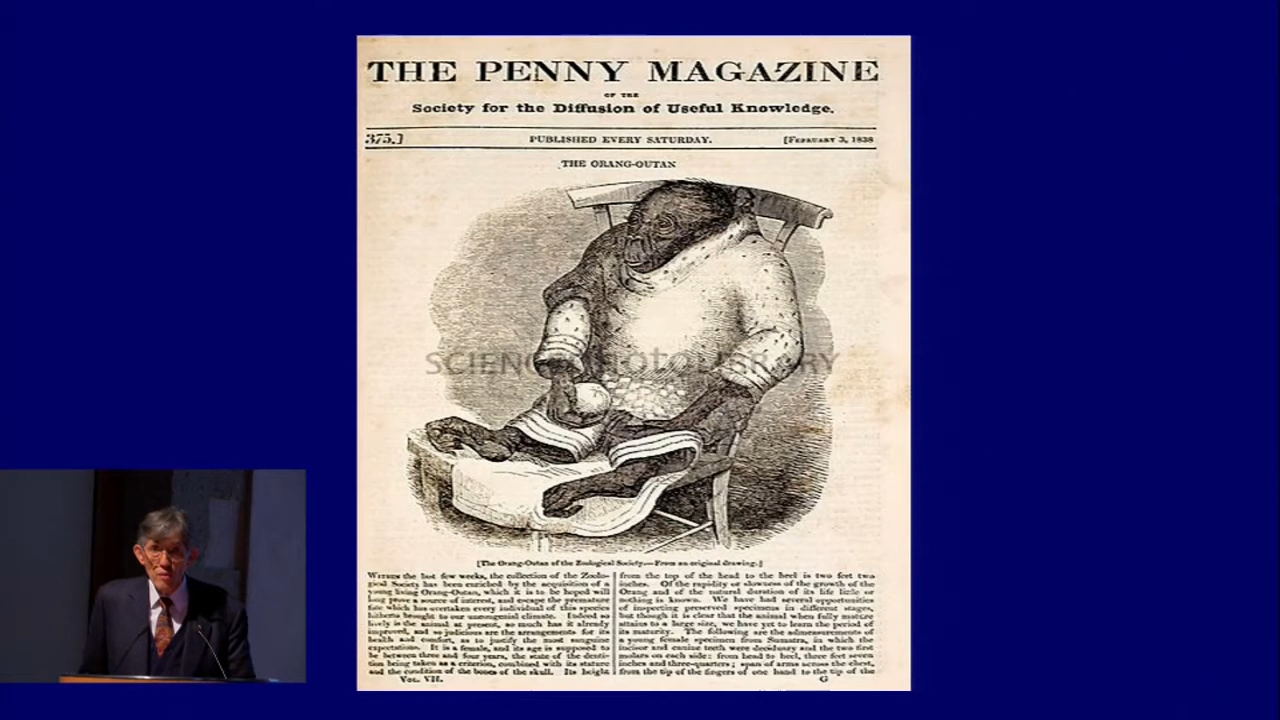 THE PENNY MAGAZINE
OF THE
Society for the Diffusion of Useful Knowledge.
375.]
PUBLISHED EVERY SATURDAY.
[FEBRUARY 3, 1838
THE ORANG-OUTAN
SCIENCE PHOTO LIBRARY
[The Orang-Outan of the Zoological Society.—From an original drawing.]
WITHIN the last few weeks, the collection of the Zoolo-
gical Society has been enriched by the acquisition of a
young living Orang-Outan, which it is to be hoped will
long prove a source of interest, and escape the premature
fate which has overtaken every individual of this species
hitherto brought to our uncongenial climate. Indeed so
lively is the animal at present, so much has it already
improved, and so judicious are the arrangements for its
health and comfort, as to justify the most sanguine
expectations. It is a female, and its age is supposed to
be between three and four years, the state of the denti-
tion being taken as a criterion, combined with its stature
and the condition of the bones of the skull. Its height
from the top of the head to the heel is two feet two
inches. Of the rapidity or slowness of the growth of the
Orang and of the natural duration of its life little or
nothing is known. We have had several opportunities
of inspecting preserved specimens in different stages,
but though it is clear that the animal when fully mature
attains to a large size, we have yet to learn the period of
its maturity. The following are the admeasurements of
a young female specimen from Sumatra, in which the
incisor and canine teeth were deciduary and the two first
molars on each side: from head to heel, three feet seven
inches and three-quarters; span of arms across the chest,
from the tip of the fingers of one hand to the tip of the
VOL. VII.
G